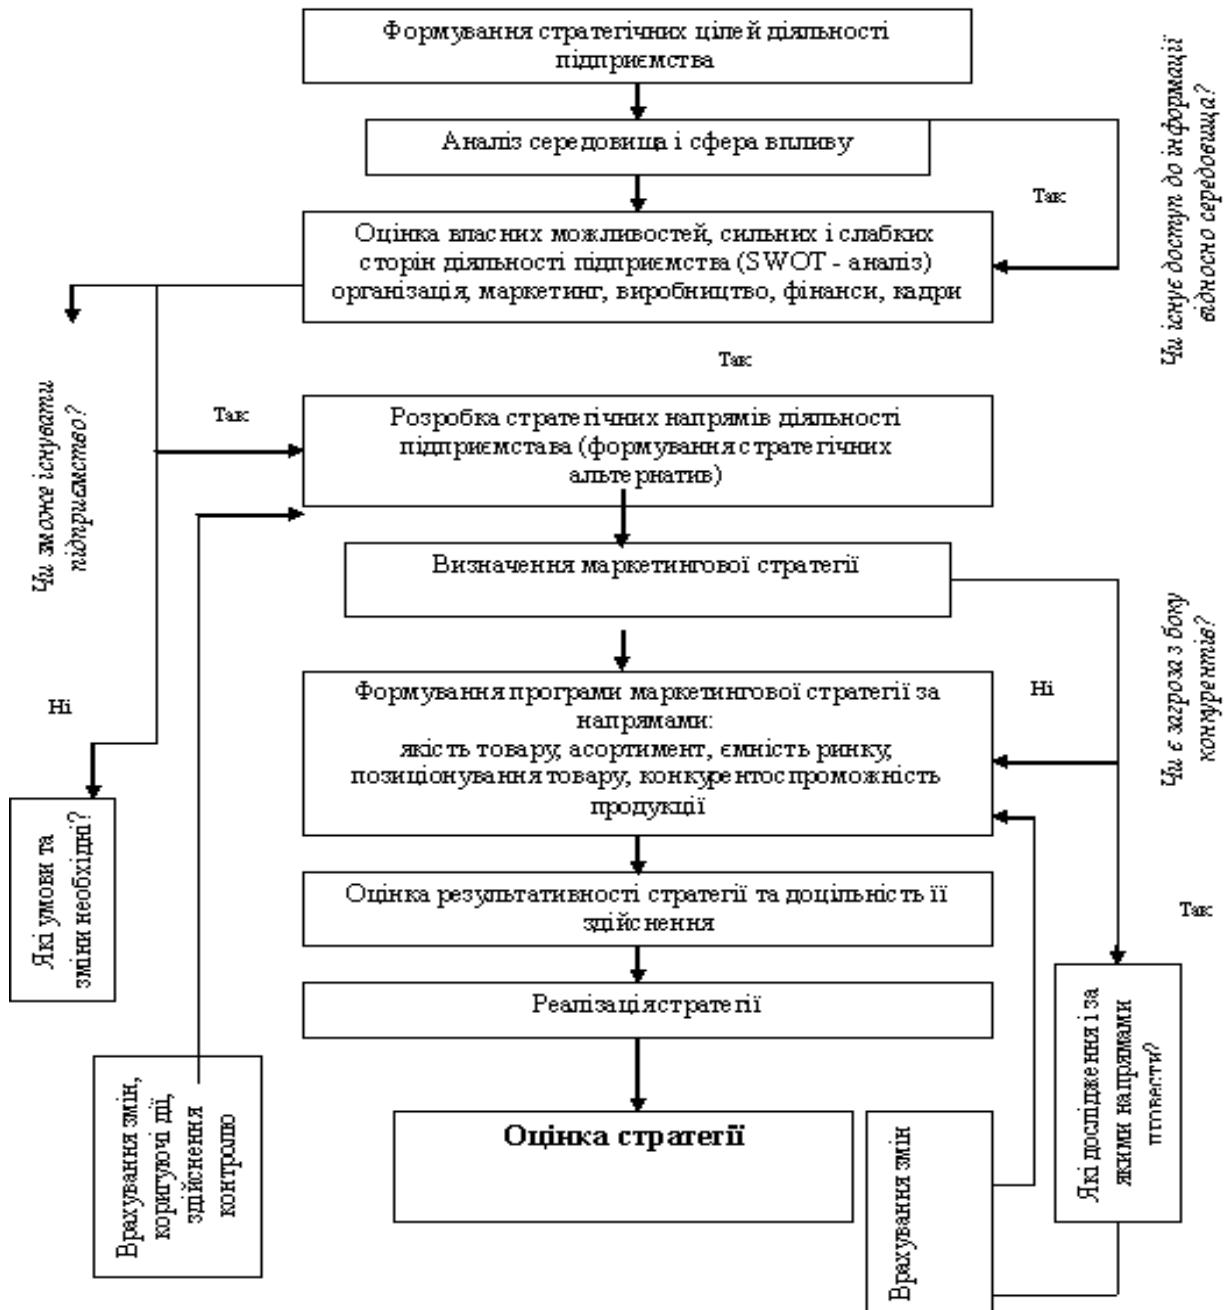 Формування стратегічних цілей діяльності
підприємства
Аналіз середовища і сфера впливу
Чи існує доступ до інформації
відносно середовища?
Так
Оцінка власних можливостей, сильних і слабких
сторін діяльності підприємства (SWOT - аналіз)
організація, маркетинг, виробництво, фінанси, кадри
Так
Чи зможе існувати
підприємство?
Так
Розробка стратегічних напрямів діяльності
підприємстава (формування стратегічних
альтернатив)
Визначення маркетингової стратегії
Чи є загроза з боку
конкурентів?
Ні
Ні
Формування програми маркетингової стратегії за
напрямами:
якість товару, асортимент, ємність ринку,
позиціонування товару, конкурентоспроможність
продукції
Які умови та
зміни необхідні?
Оцінка результативності стратегії та доцільність її
здійснення
Так
Реалізація стратегії
Які дослідження і за
якими напрямами
провести?
Врахування змін,
коригуючі дії,
здійснення
контролю
Оцінка стратегії
Врахування змін